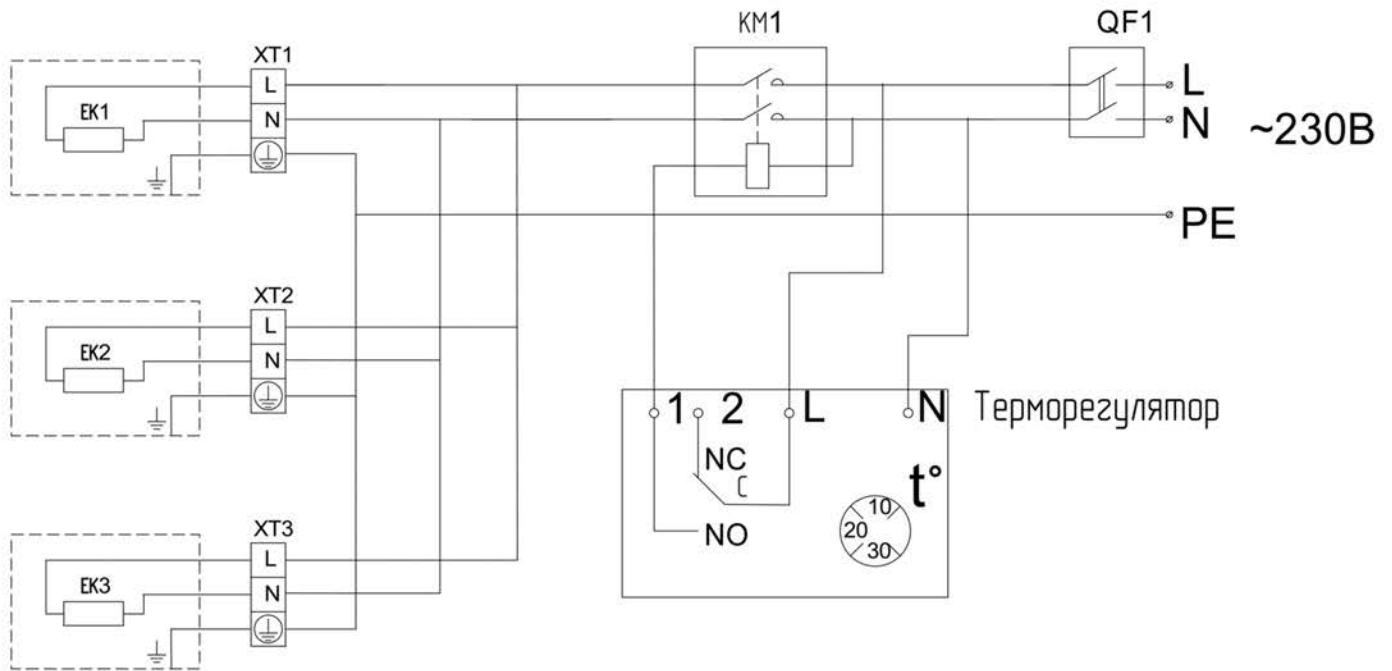 KM1
QF1
XT1
L
N
EK1
L
N
~230В
PE
XT2
L
N
EK2
1
2
L
N
Терморегулятор
NC
C
t°
10
20
30
NO
XT3
L
N
EK3